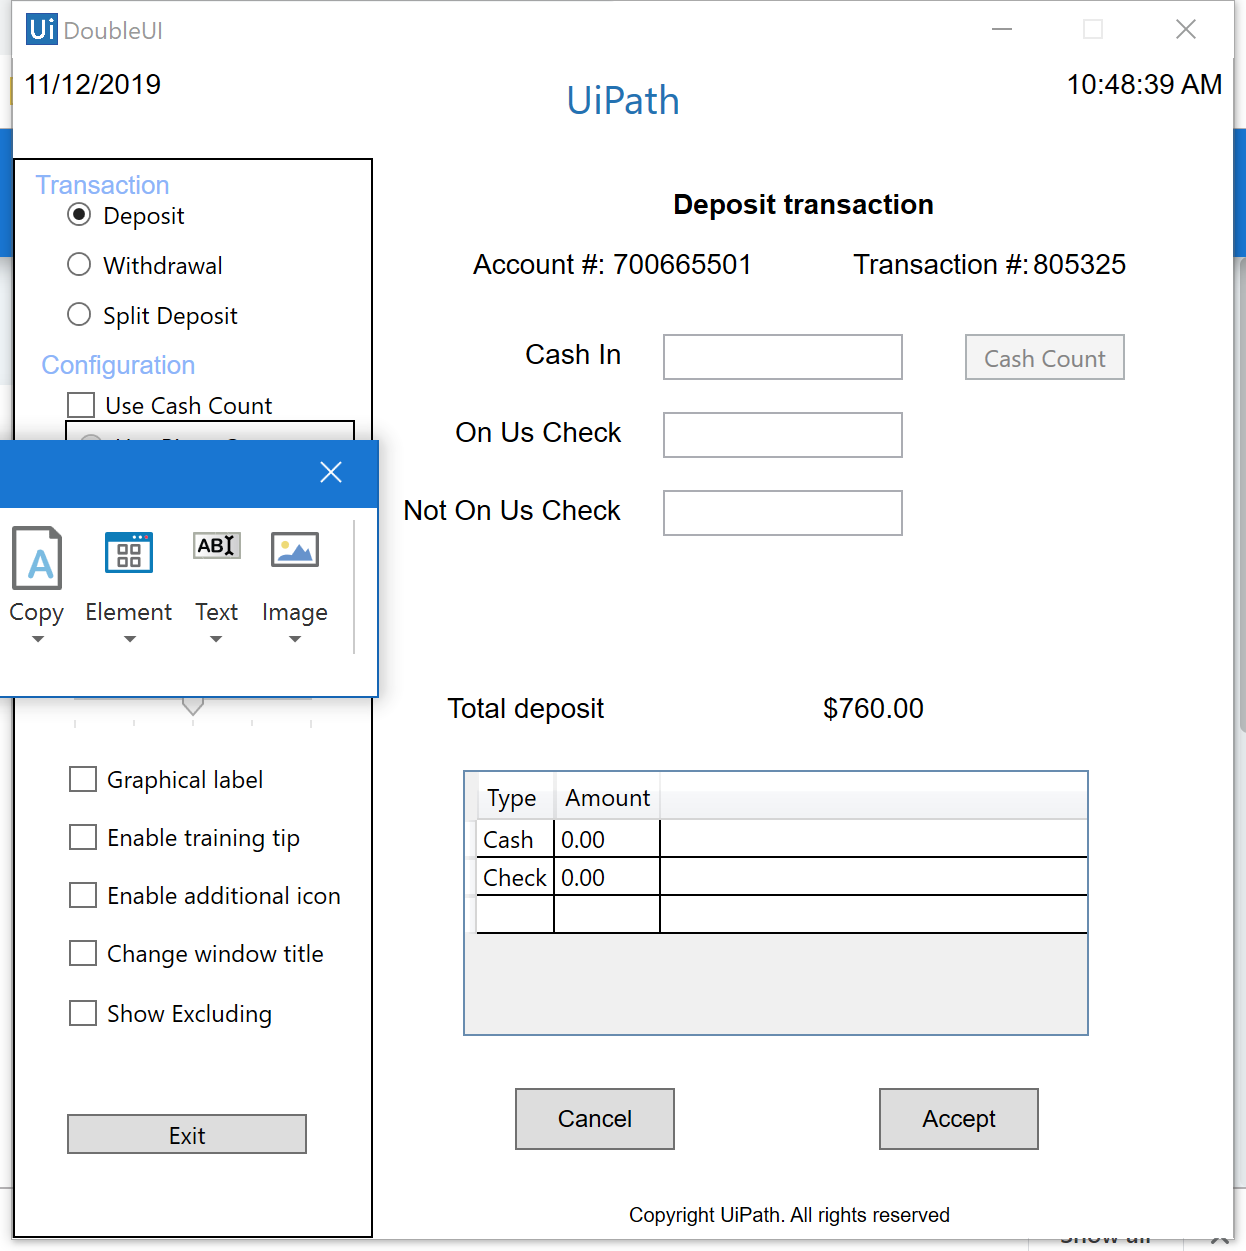 Ui DoubleUI
11/12/2019
10:48:39 AM
UiPath
Transaction
Deposit
Withdrawal
Split Deposit
Configuration
Use Cash Count
Copy
Element
ABI
Text
Image
Graphical label
Enable training tip
Enable additional icon
Change window title
Show Excluding
Exit
Deposit transaction
Account #: 700665501
Transaction #: 805325
Cash In
Cash Count
On Us Check
Not On Us Check
Total deposit
$760.00
Type Amount
Cash 0.00
Check 0.00
Cancel
Accept
Copyright UiPath. All rights reserved